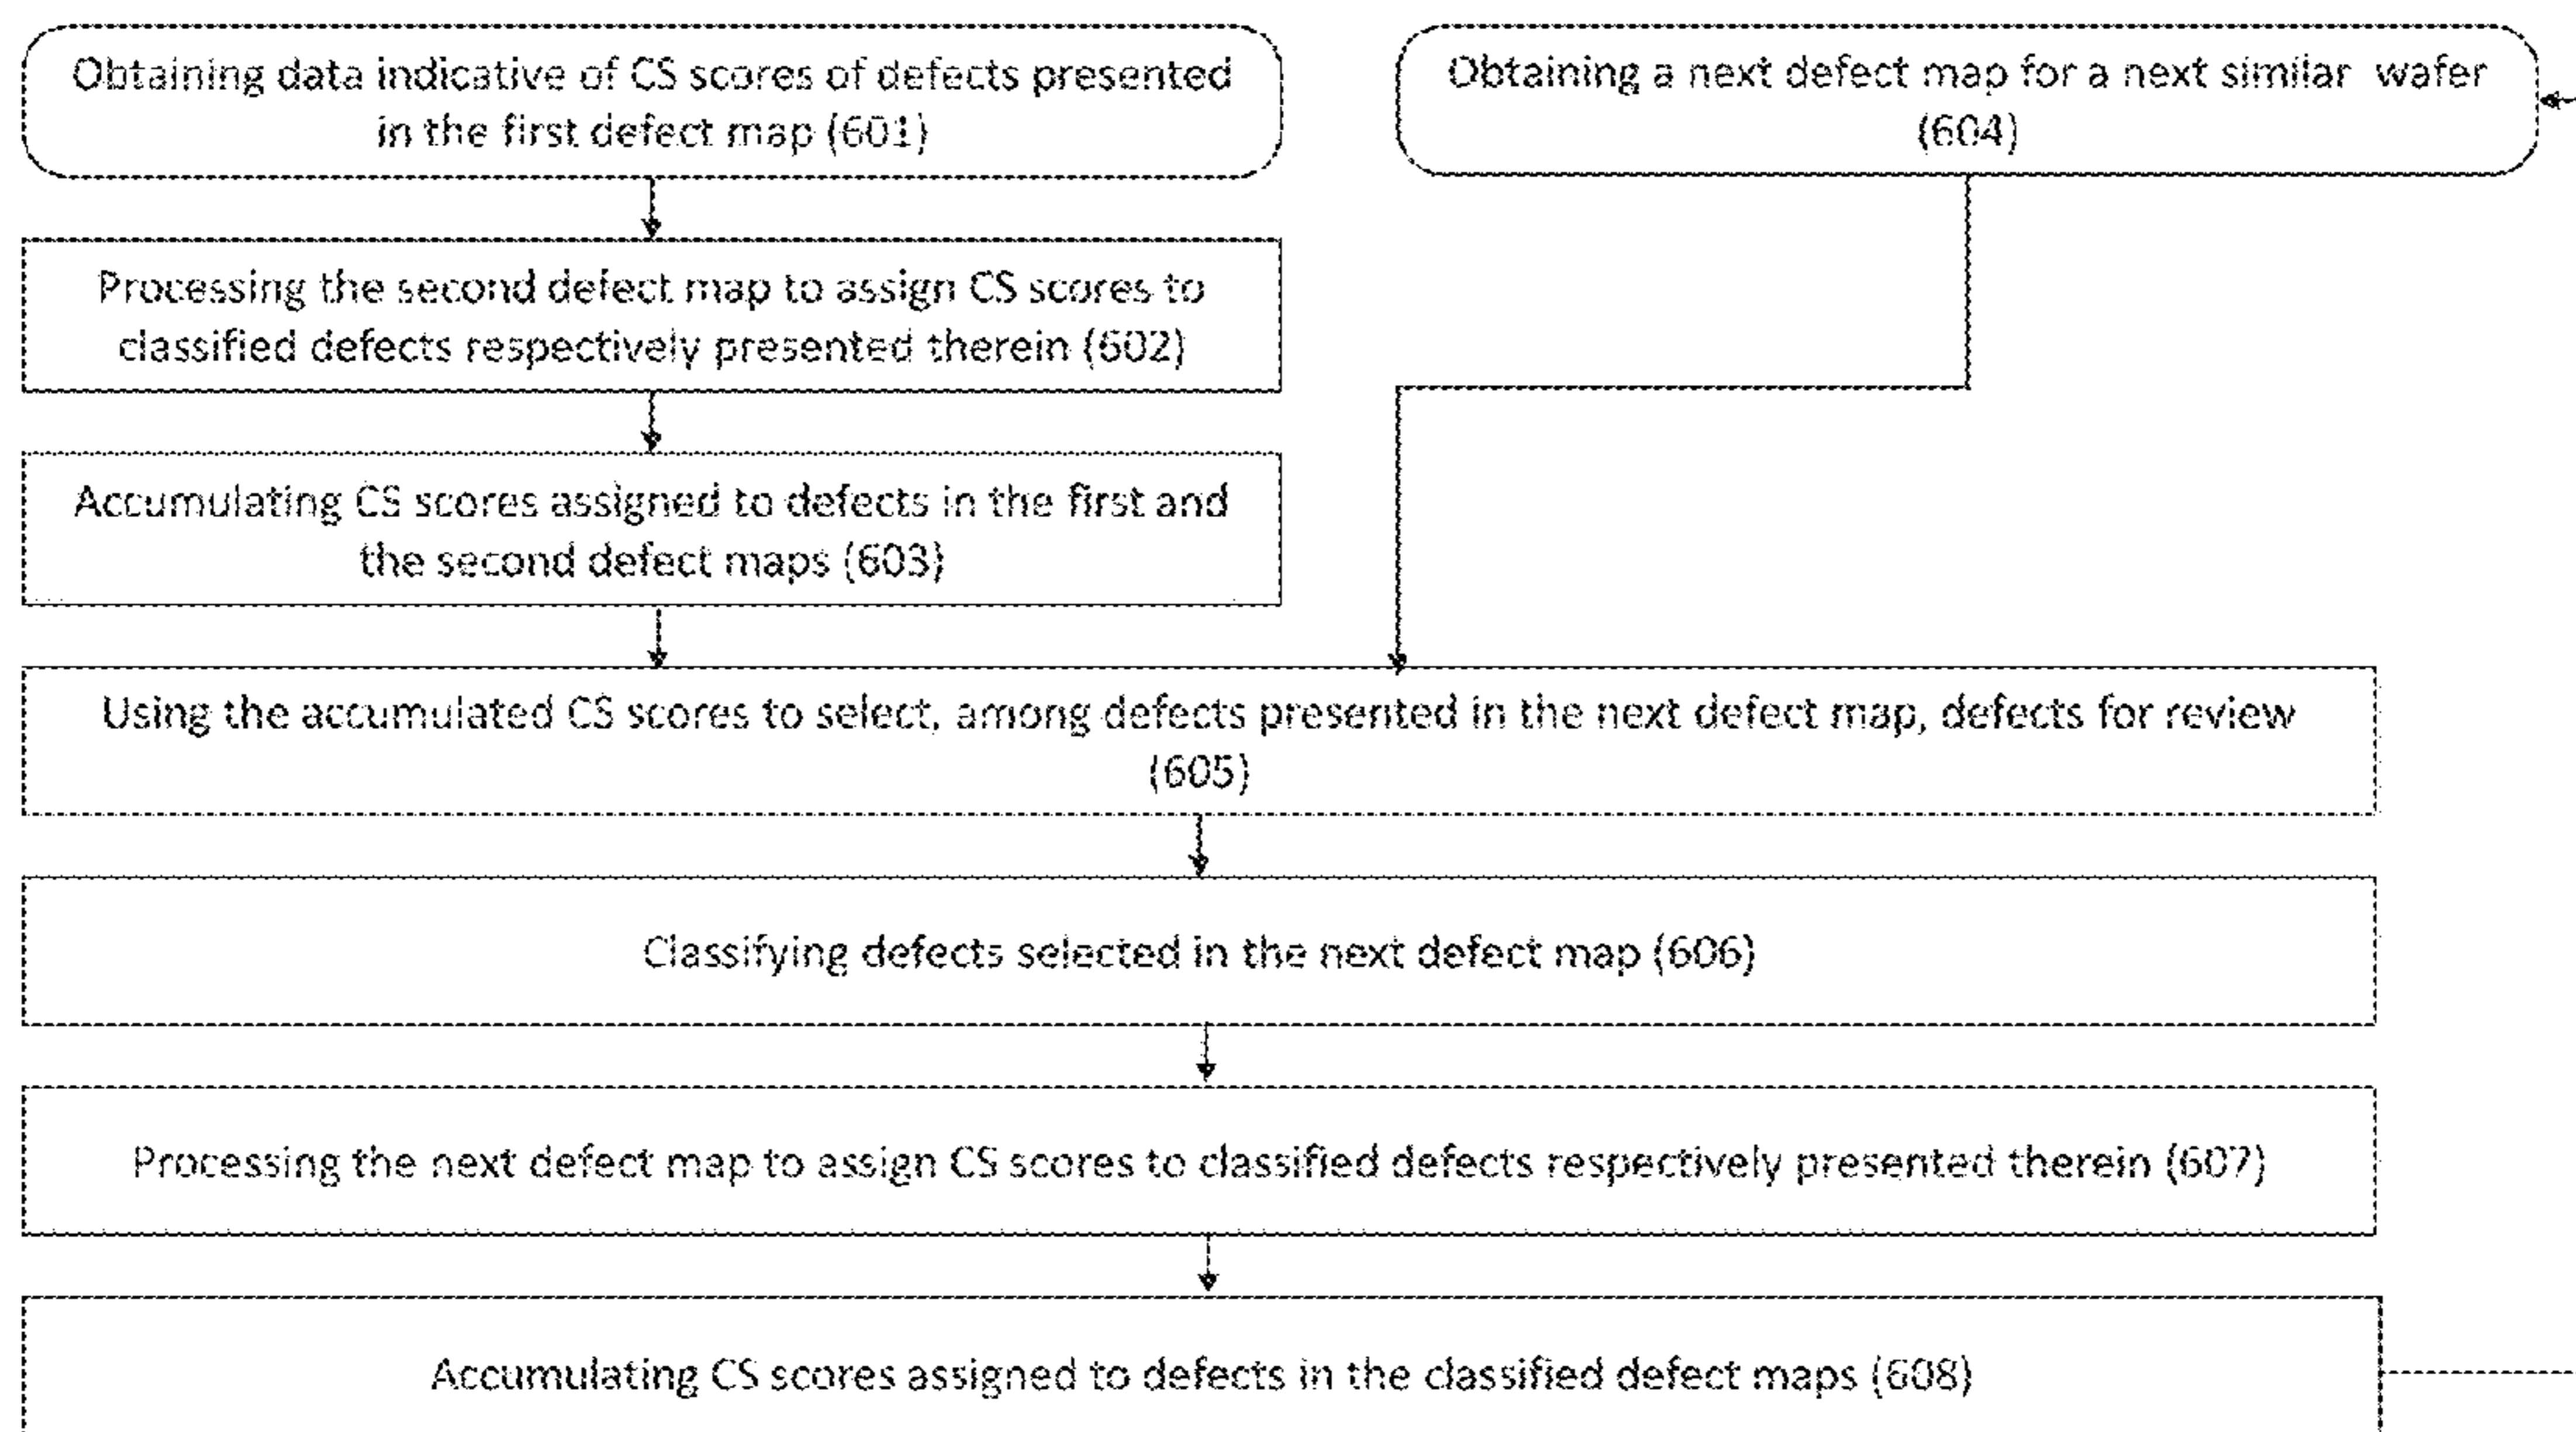 Obtaining data indicative of CS scores of defects presented
in the first defect map (601)
Obtaining a next defect map for a next similar wafer
(604)
Processing the second defect map to assign CS scores to
classified defects respectively presented therein (602)
Accumulating CS scores assigned to defects in the first and
the second defect maps (603)
Using the accumulated CS scores to select, among defects presented in the next defect map, defects for review
(605)
Classifying defects selected in the next defect map (606)
Processing the next defect map to assign CS scores to classified defects respectively presented therein (607)
Accumulating CS scores assigned to defects in the classified defect maps (608)